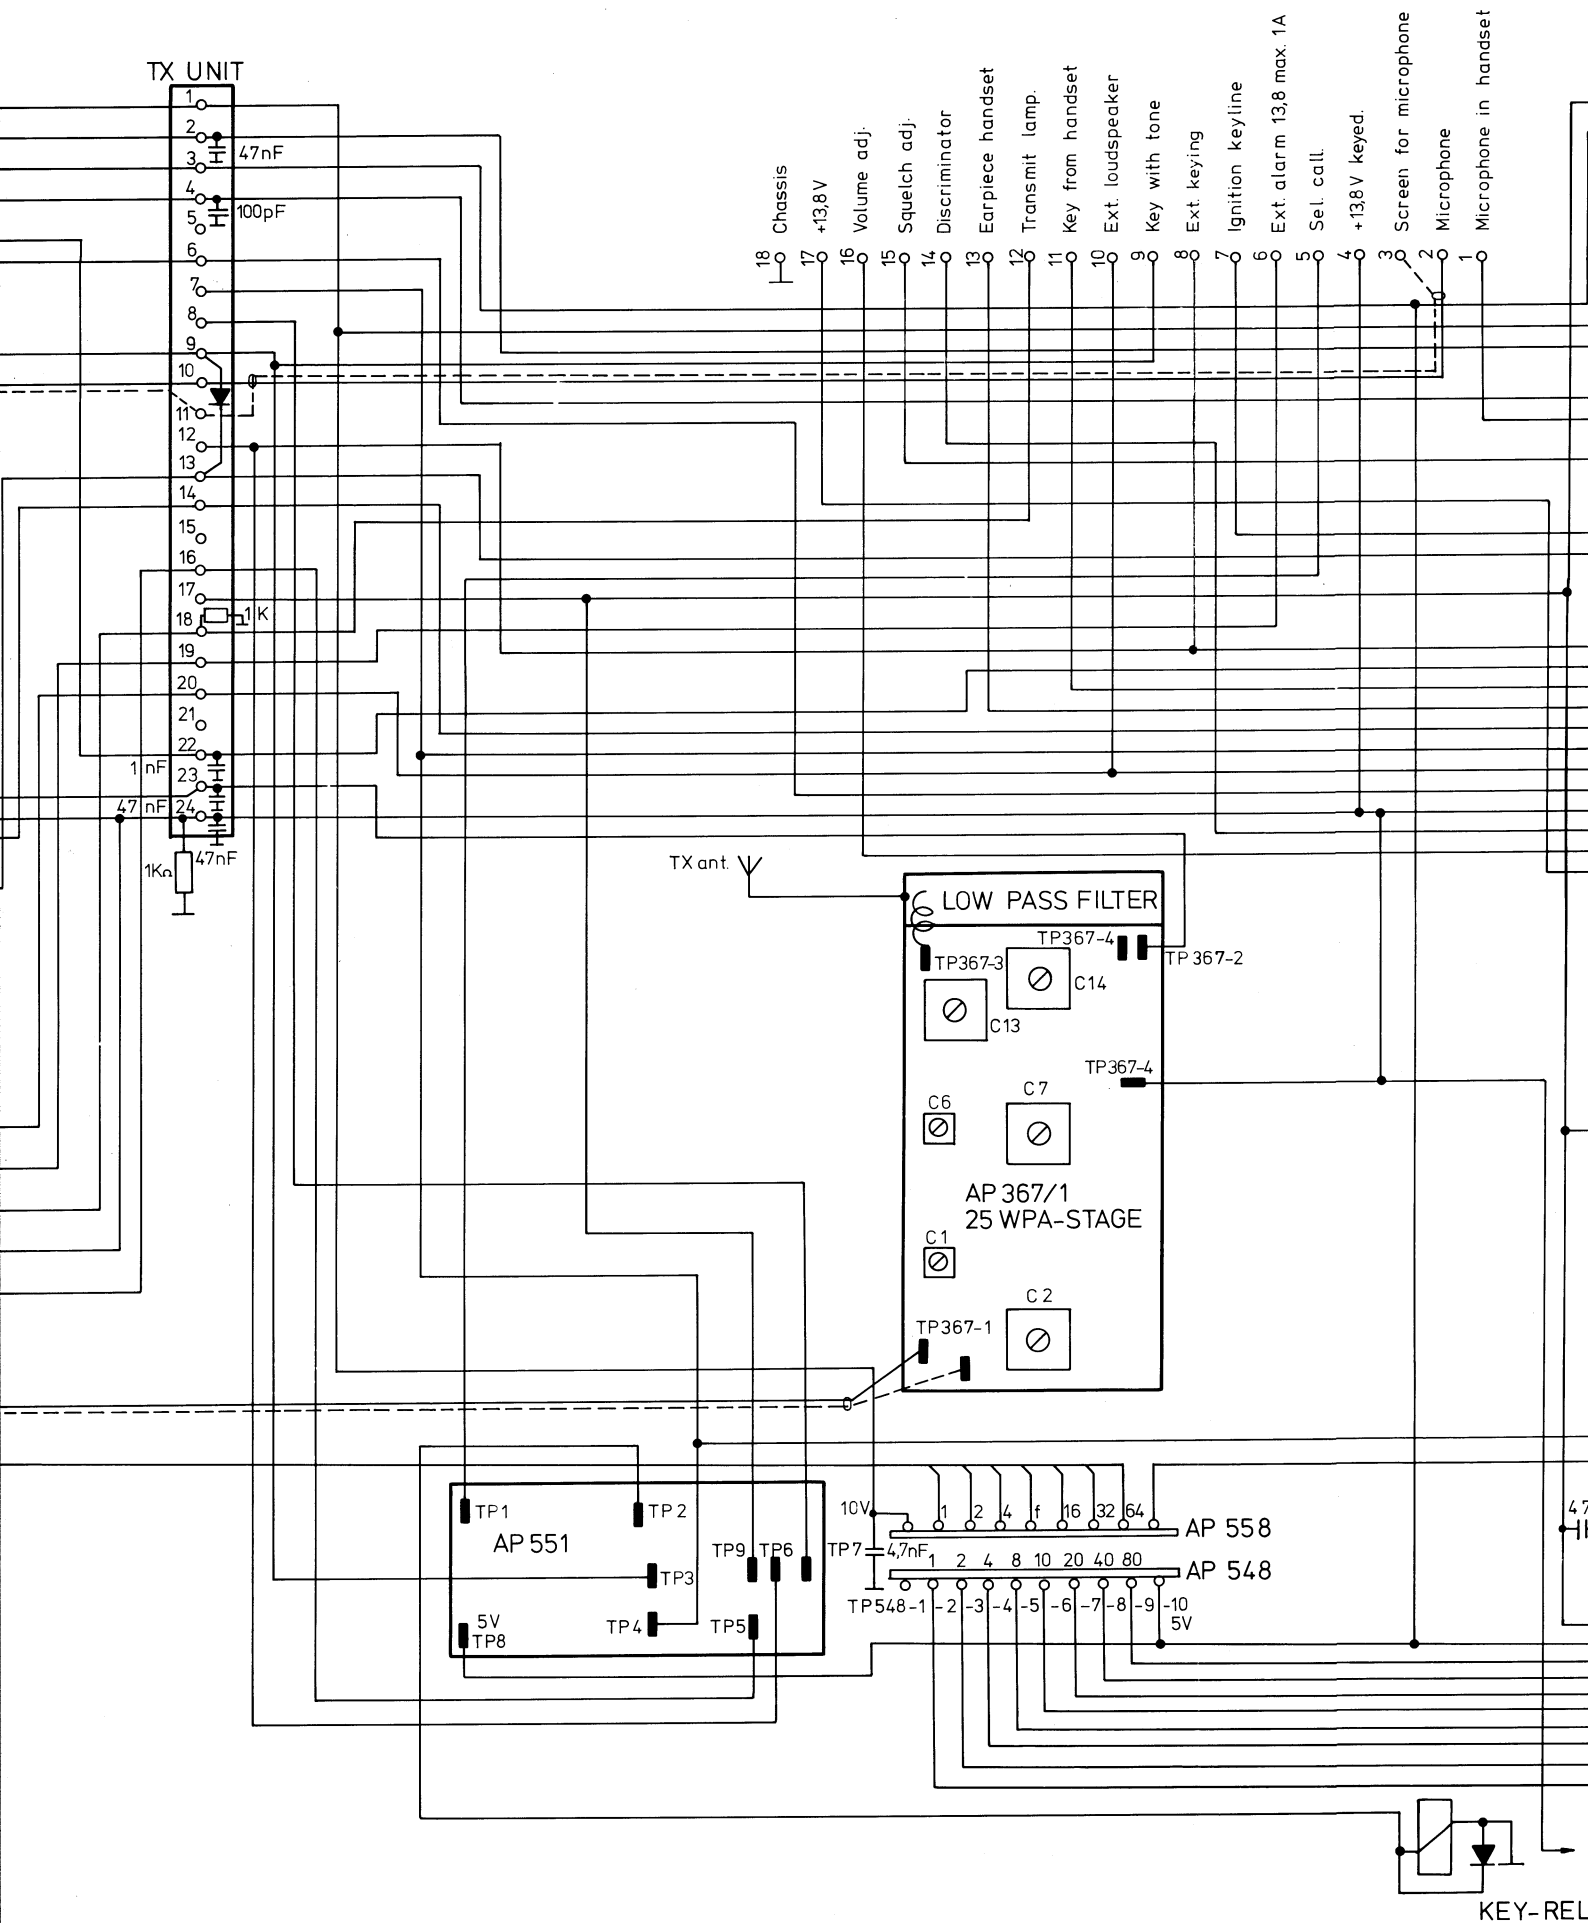 TX UNIT
1
2
47nF
3
4
100pF
5
6
7
8
9
10
11
12
13
14
15
16
17
18
1K
19
20
21
22
1nF
23
47nF
24
47nF
1KΩ
18 Chassis
17 +13,8V
16 Volume adj.
15 Squelch adj.
14 Discriminator
13 Earpiece handset
12 Transmit lamp.
11 Key from handset
10 Ext. loudspeaker
9 Key with tone
8 Ext. keying
7 Ignition keyline
6 Ext. alarm 13,8 max. 1A
5 Sel. call.
4 +13,8V keyed.
3 Screen for microphone
2 Microphone
1 Microphone in handset
TX ant.
LOW PASS FILTER
TP367-4
TP367-2
TP367-3
C14
C13
TP367-4
C6
C7
AP 367/1
25 WPA-STAGE
C1
C2
TP367-1
TP1
TP2
AP 551
TP3
TP9
TP6
TP7
4,7nF
5V
TP8
TP4
TP5
10V
1 2 4 f 16 32 64
AP 558
1 2 4 8 10 20 40 80
AP 548
TP548-1 -2 -3 -4 -5 -6 -7 -8 -9 -10
5V
47
KEY-REL